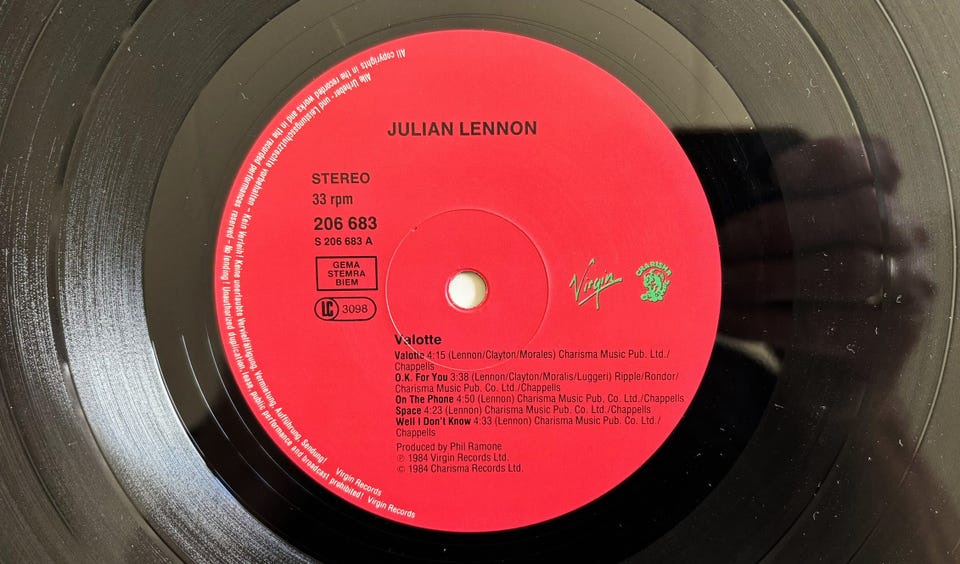 JULIAN LENNON
STEREO
33 rpm
206 683
S 206 683 A
GEMA
STEMRA
BIEM
LC 3098
Virgin
CHARISMA
Valotte
Valotte 4:15 (Lennon/Clayton/Morales) Charisma Music Pub. Ltd./
Chappells
O.K. For You 3:38 (Lennon/Clayton/Moralis/Luggeri) Ripple/Rondor/
Charisma Music Pub. Co. Ltd./Chappells
On The Phone 4:50 (Lennon) Charisma Music Pub. Co. Ltd./Chappells
Space 4:23 (Lennon) Charisma Music Pub. Co. Ltd./Chappells
Well I Don't Know 4:33 (Lennon) Charisma Music Pub. Co. Ltd./
Chappells
Produced by Phil Ramone
℗ 1984 Virgin Records Ltd.
© 1984 Charisma Records Ltd.
Alle Urheber- und Leistungsschutzrechte vorbehalten – Kein Verleih! Keine unerlaubte Vervielfältigung, Vermietung, Aufführung, Sendung! Virgin Records
All copyrights in the recorded works and in the recorded performances reserved – No lending! Unauthorized duplication, lease, public performance and broadcast prohibited! Virgin Records